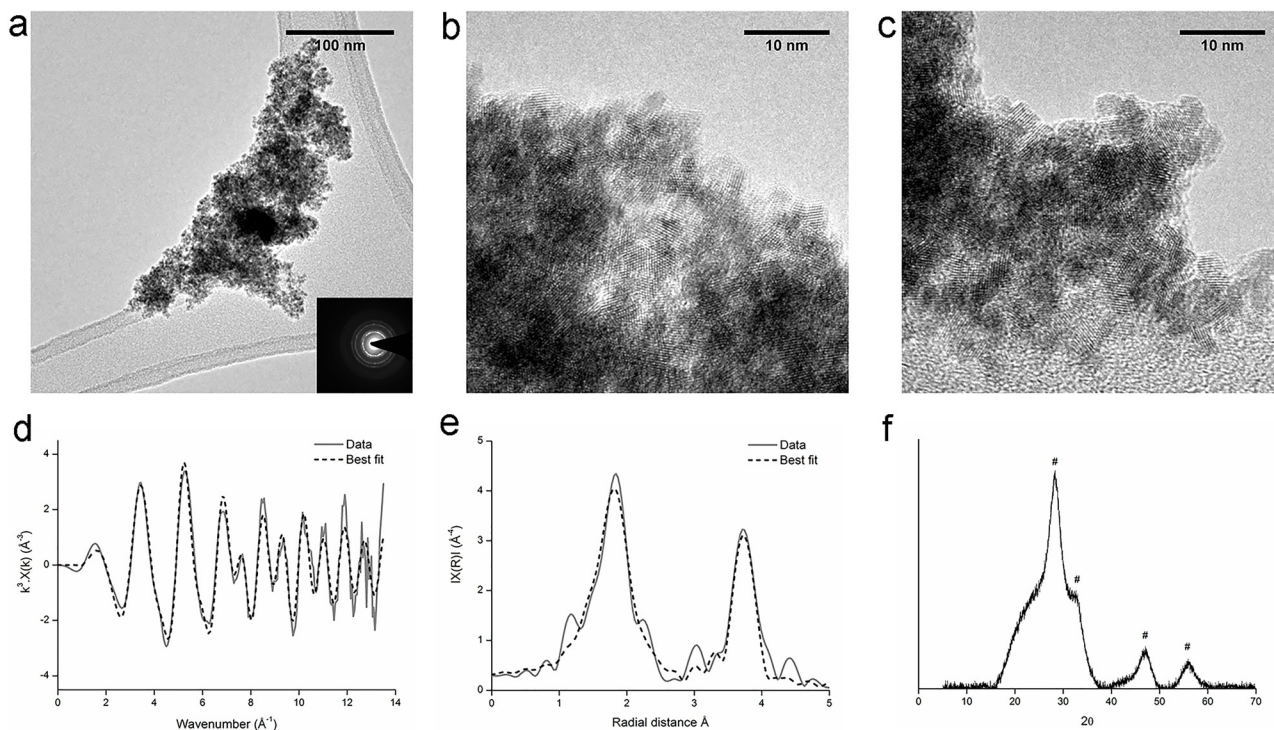 a
100 nm
b
10 nm
c
10 nm
d
Data
Best fit
k³.X(k) (Å⁻³)
4
2
0
-2
-4
0 2 4 6 8 10 12 14
Wavenumber (Å⁻¹)
e
Data
Best fit
IX(R)I (Å⁻⁴)
5
4
3
2
1
0
0 1 2 3 4 5
Radial distance Å
f
#
#
#
#
0 10 20 30 40 50 60 70
2θ